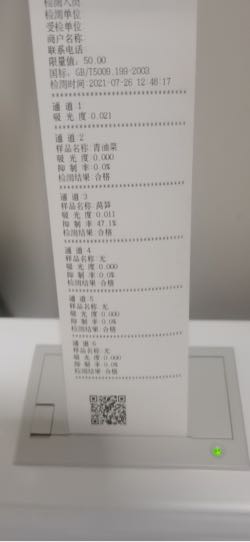 检测人员
检测单位
受检单位
商户名称
联系电话
限量值: 50.00
国标: GB/T5009.199-2003
检测时间:2021-07-26 12:48:17
通 道 1
吸 光 度 0.021
通 道 2
样品名称 青油菜
吸 光 度 0.000
抑 制 率 0.0%
检测结果 合格
通 道 3
样品名称 莴笋
吸 光 度 0.011
抑 制 率 47.1%
检测结果 合格
通 道 4
样品名称 无
吸 光 度 0.000
抑 制 率 0.0%
检测结果 合格
通 道 5
样品名称 无
吸 光 度 0.000
抑 制 率 0.0%
检测结果 合格
通 道 6
样品名称 无
吸 光 度 0.000
抑 制 率 0.0%
检测结果 合格